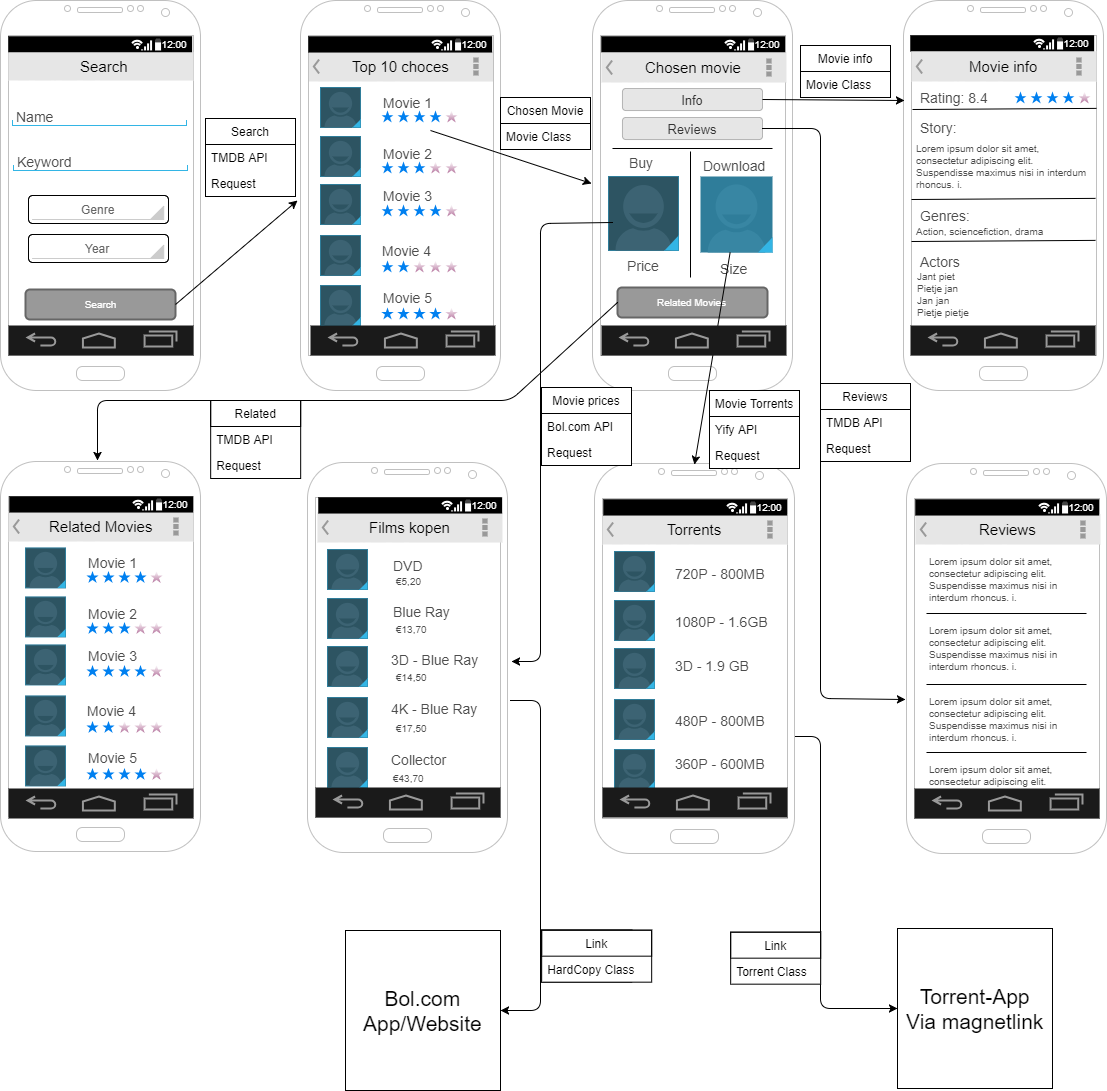 12:00
Search
Name
Keyword
Genre
Year
Search
Search
TMDB API
Request
12:00
Top 10 choces
Movie 1
Movie 2
Movie 3
Movie 4
Movie 5
Chosen Movie
Movie Class
12:00
Chosen movie
Info
Reviews
Buy
Download
Price
Size
Related Movies
Movie info
Movie Class
12:00
Movie info
Rating: 8.4
Story:
Lorem ipsum dolor sit amet,
consectetur adipiscing elit.
Suspendisse maximus nisi in interdum
rhoncus. i.
Genres:
Action, sciencefiction, drama
Actors
Jant piet
Pietje jan
Jan jan
Pietje pietje
Related
TMDB API
Request
Movie prices
Bol.com API
Request
Movie Torrents
Yify API
Request
Reviews
TMDB API
Request
12:00
Related Movies
Movie 1
Movie 2
Movie 3
Movie 4
Movie 5
12:00
Films kopen
DVD
€5,20
Blue Ray
€13,70
3D - Blue Ray
€14,50
4K - Blue Ray
€17,50
Collector
€43,70
12:00
Torrents
720P - 800MB
1080P - 1.6GB
3D - 1.9 GB
480P - 800MB
360P - 600MB
12:00
Reviews
Lorem ipsum dolor sit amet,
consectetur adipiscing elit.
Suspendisse maximus nisi in
interdum rhoncus. i.
Lorem ipsum dolor sit amet,
consectetur adipiscing elit.
Suspendisse maximus nisi in
interdum rhoncus. i.
Lorem ipsum dolor sit amet,
consectetur adipiscing elit.
Suspendisse maximus nisi in
interdum rhoncus. i.
Lorem ipsum dolor sit amet,
consectetur adipiscing elit.
Link
HardCopy Class
Link
Torrent Class
Bol.com
App/Website
Torrent-App
Via magnetlink